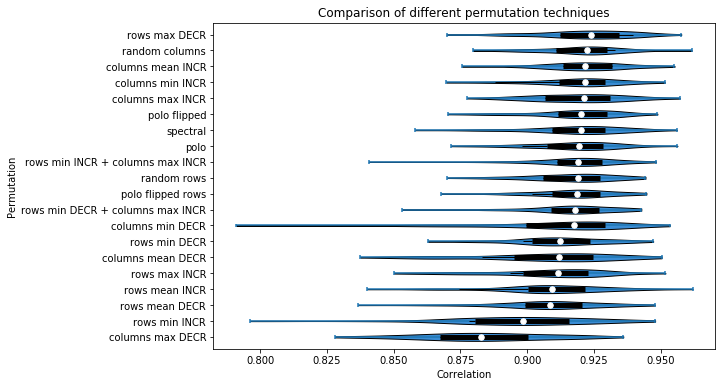 Comparison of different permutation techniques
Permutation
rows max DECR
random columns
columns mean INCR
columns min INCR
columns max INCR
polo flipped
spectral
polo
rows min INCR + columns max INCR
random rows
polo flipped rows
rows min DECR + columns max INCR
columns min DECR
rows min DECR
columns mean DECR
rows max INCR
rows mean INCR
rows mean DECR
rows min INCR
columns max DECR
0.800 0.825 0.850 0.875 0.900 0.925 0.950
Correlation